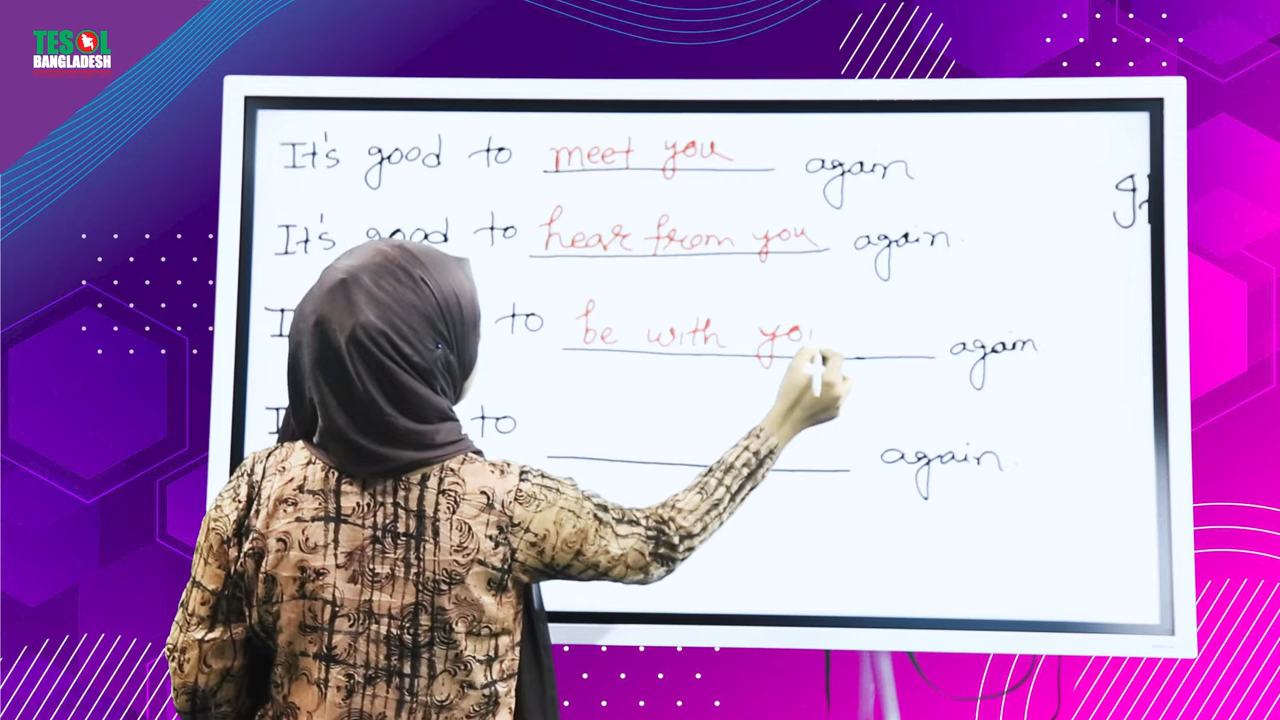 TESOL
BANGLADESH
It's good to meet you again
It's good to hear from you again.
to be with yo again
to again.